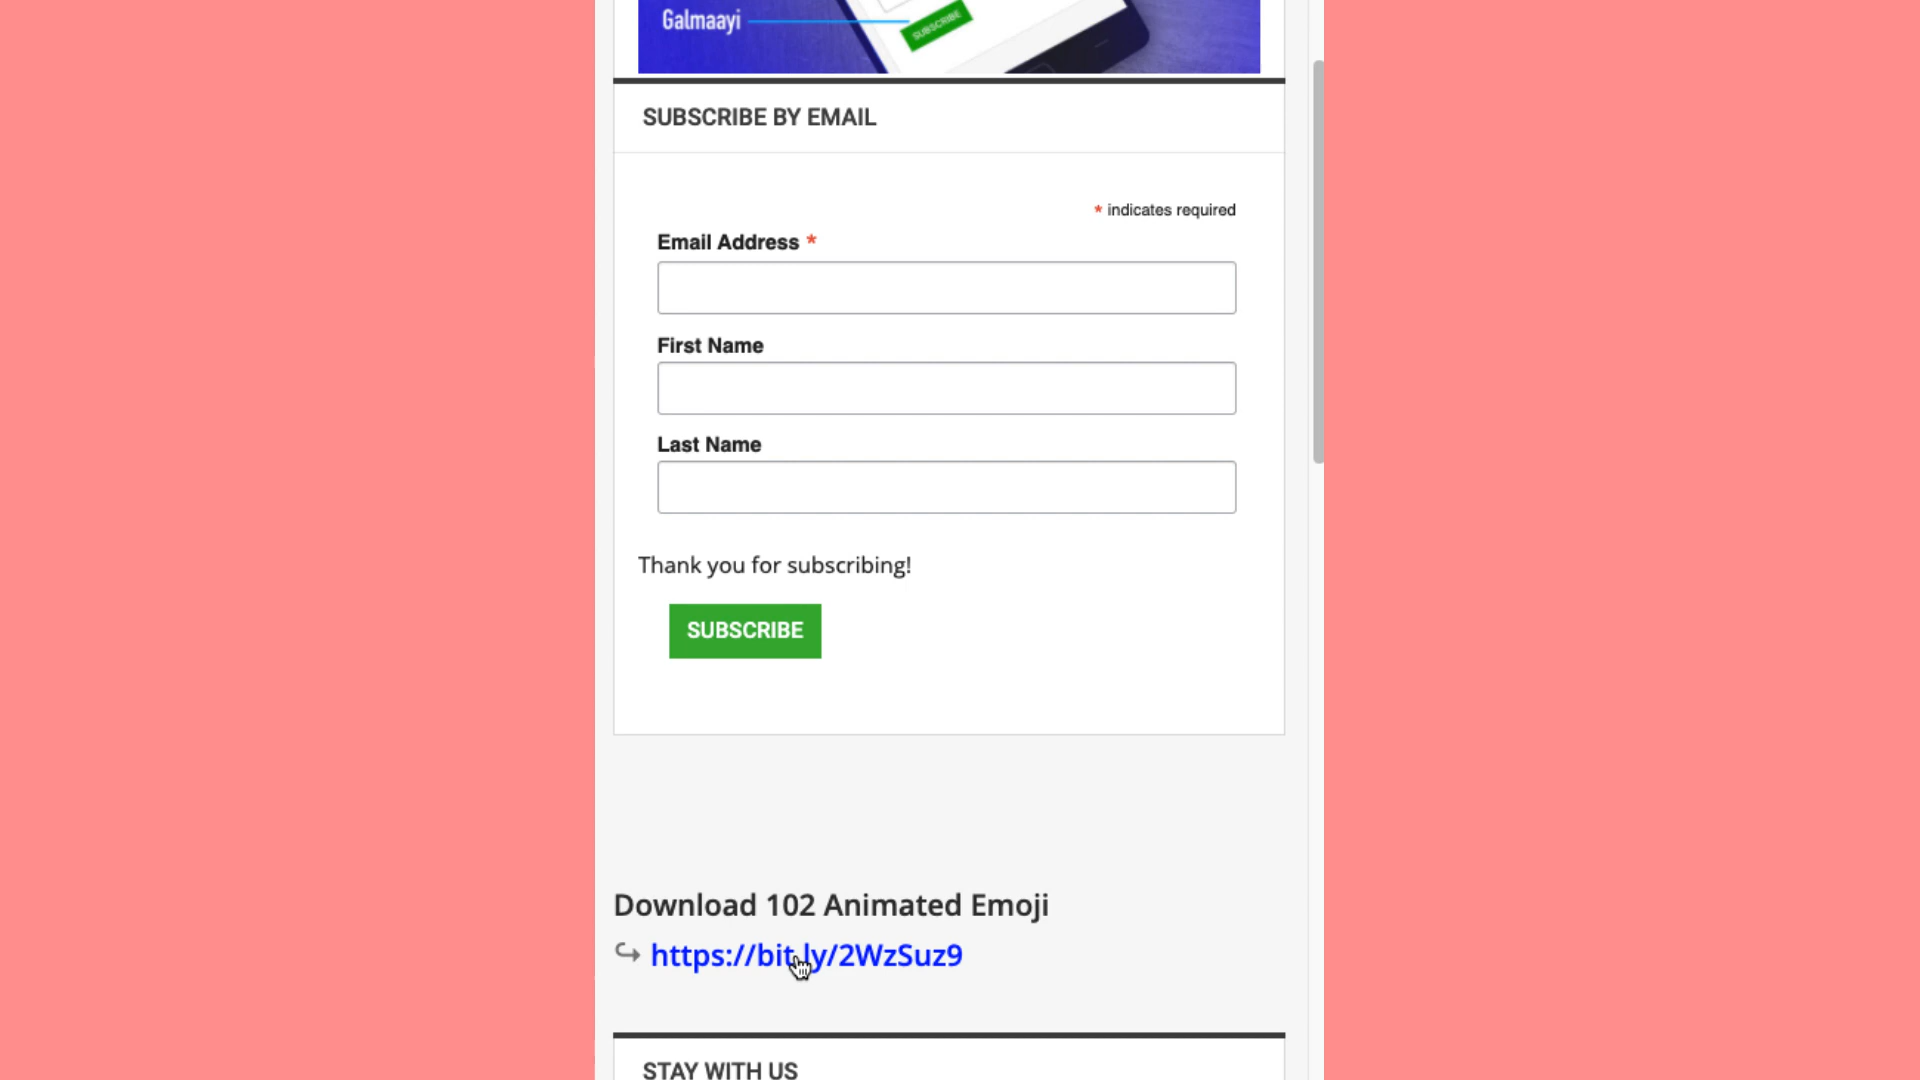 Galmaayi
SUBSCRIBE
SUBSCRIBE BY EMAIL
* indicates required
Email Address *
First Name
Last Name
Thank you for subscribing!
SUBSCRIBE
Download 102 Animated Emoji
↪ https://bit.ly/2WzSuz9
STAY WITH US